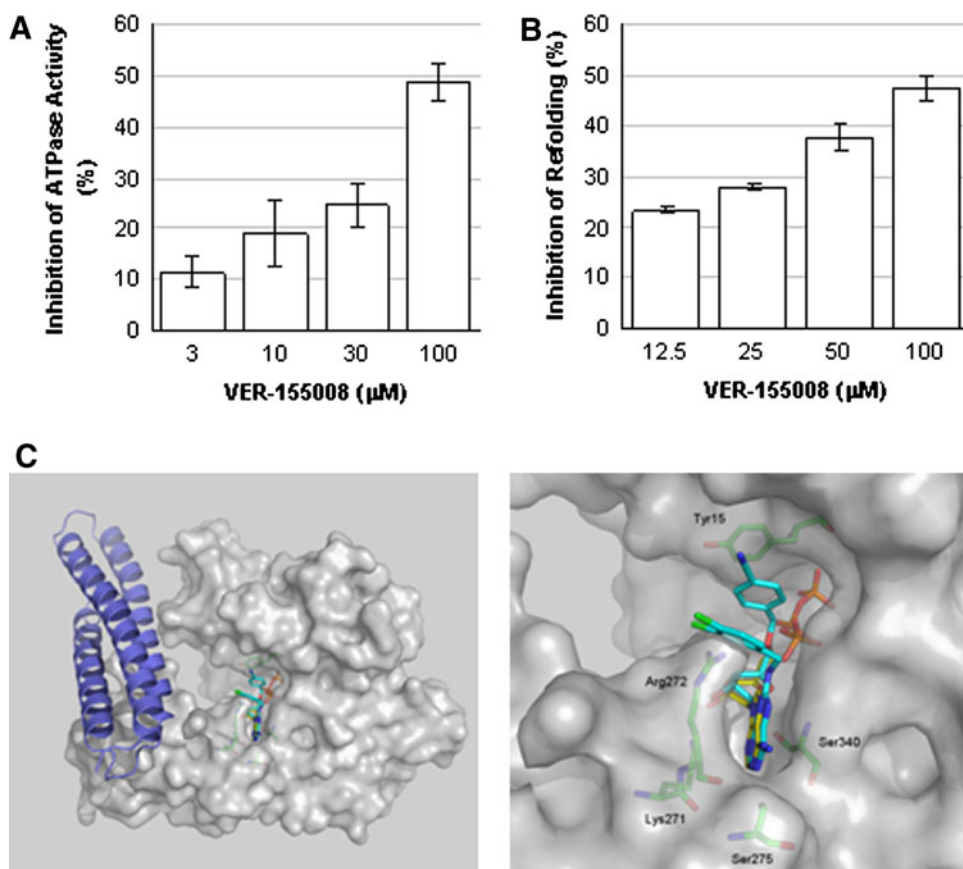 A
Inhibition of ATPase Activity
(%)
60
50
40
30
20
10
0
3 10 30 100
VER-155008 (µM)
B
Inhibition of Refolding (%)
60
50
40
30
20
10
0
12.5 25 50 100
VER-155008 (µM)
C
Tyr15
Arg272
Ser340
Lys271
Ser275